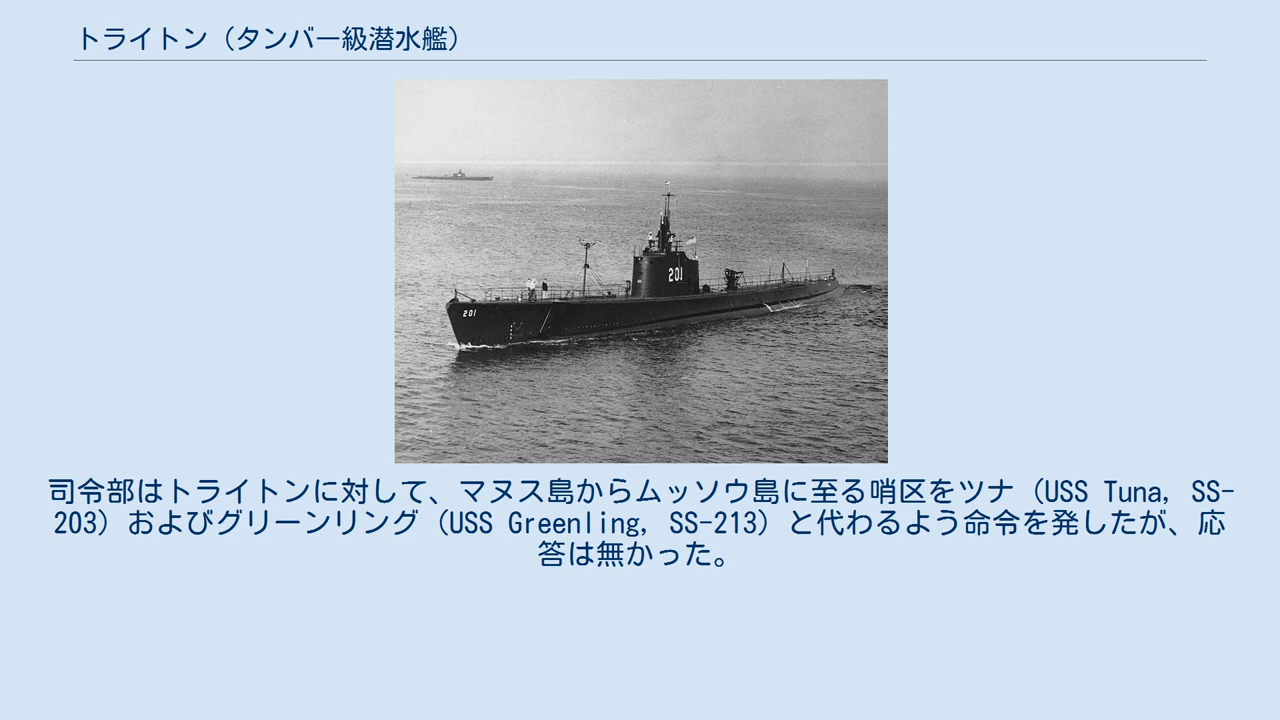 トライトン（タンバー級潜水艦）
201
201
司令部はトライトンに対して、マヌス島からムッソウ島に至る哨区をツナ（USS Tuna, SS-
203）およびグリーンリング（USS Greenling, SS-213）と代わるよう命令を発したが、応
答は無かった。